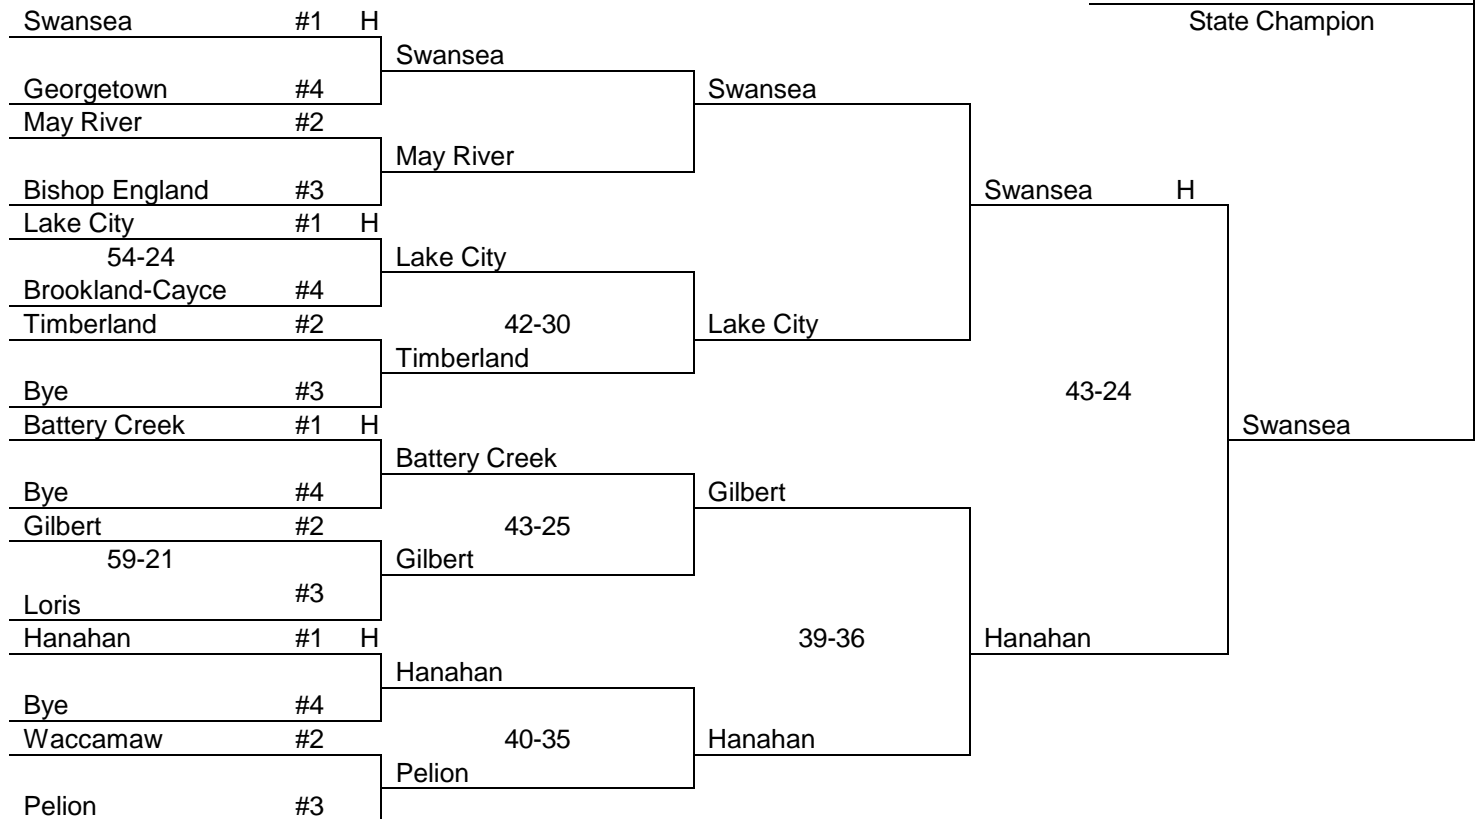 Swansea #1 H
State Champion
Swansea
Georgetown #4
Swansea
May River #2
May River
Bishop England #3
Swansea H
Lake City #1 H
54-24
Lake City
Brookland-Cayce #4
Timberland #2
42-30
Lake City
Timberland
Bye #3
43-24
Battery Creek #1 H
Swansea
Battery Creek
Bye #4
Gilbert
Gilbert #2
43-25
59-21
Gilbert
Loris #3
Hanahan #1 H
39-36
Hanahan
Hanahan
Bye #4
Waccamaw #2
40-35
Hanahan
Pelion
Pelion #3